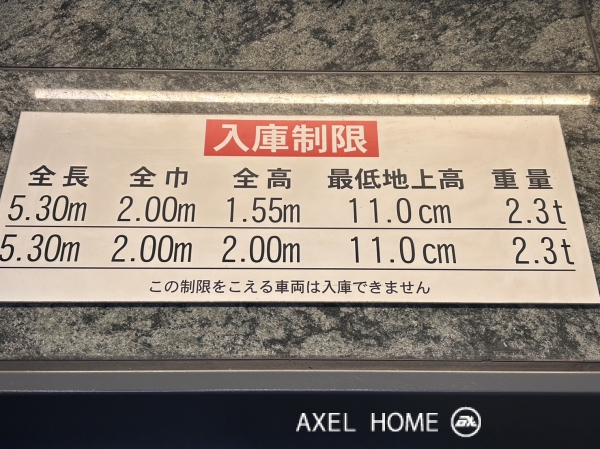 入庫制限
全長 全巾 全高 最低地上高 重量
5.30m 2.00m 1.55m 11.0cm 2.3t
5.30m 2.00m 2.00m 11.0cm 2.3t
この制限をこえる車両は入庫できません
AXEL HOME